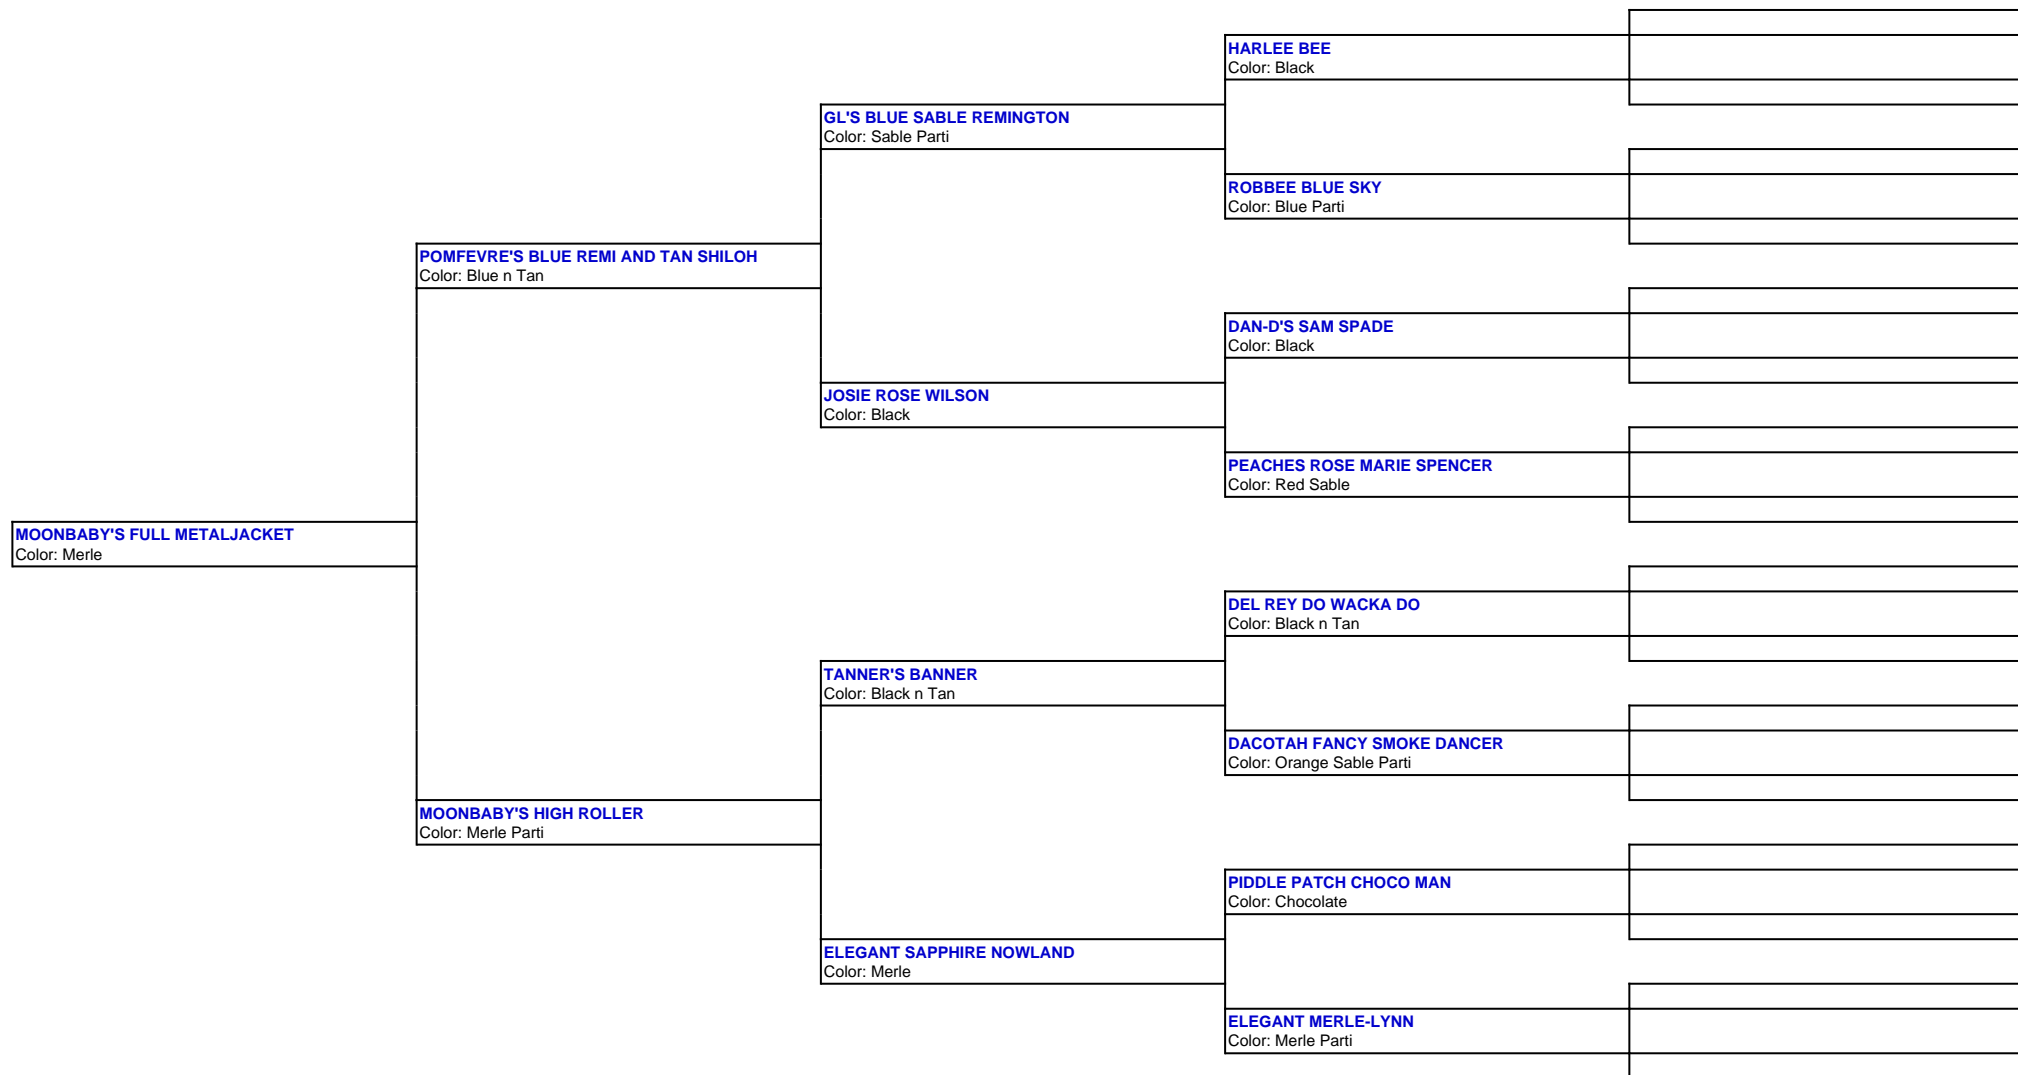 HARLEE BEE
Color: Black
GL'S BLUE SABLE REMINGTON
Color: Sable Parti
ROBBEE BLUE SKY
Color: Blue Parti
POMFEVRE'S BLUE REMI AND TAN SHILOH
Color: Blue n Tan
DAN-D'S SAM SPADE
Color: Black
JOSIE ROSE WILSON
Color: Black
PEACHES ROSE MARIE SPENCER
Color: Red Sable
MOONBABY'S FULL METALJACKET
Color: Merle
DEL REY DO WACKA DO
Color: Black n Tan
TANNER'S BANNER
Color: Black n Tan
DACOTAH FANCY SMOKE DANCER
Color: Orange Sable Parti
MOONBABY'S HIGH ROLLER
Color: Merle Parti
PIDDLE PATCH CHOCO MAN
Color: Chocolate
ELEGANT SAPPHIRE NOWLAND
Color: Merle
ELEGANT MERLE-LYNN
Color: Merle Parti